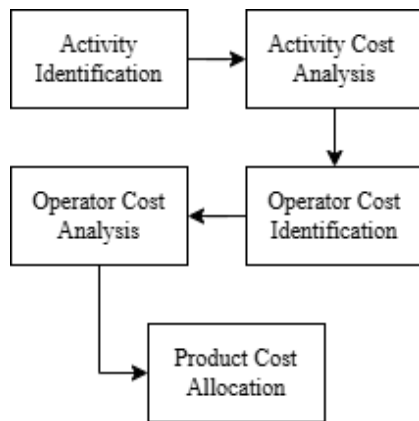 Activity
Identification
Activity Cost
Analysis
Operator Cost
Identification
Operator Cost
Analysis
Product Cost
Allocation